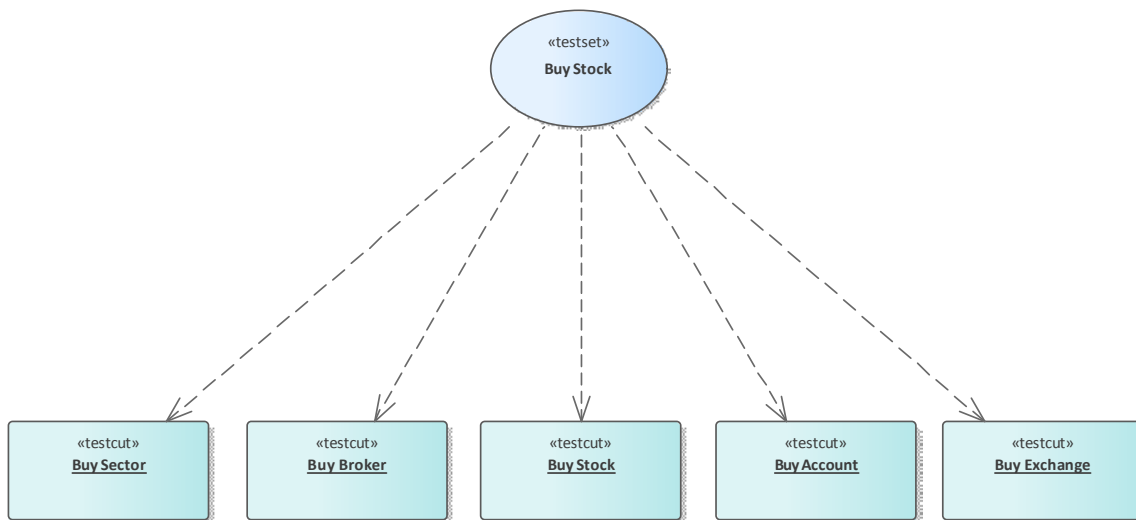 «testset»
Buy Stock
«testcut»
Buy Sector
«testcut»
Buy Broker
«testcut»
Buy Stock
«testcut»
Buy Account
«testcut»
Buy Exchange